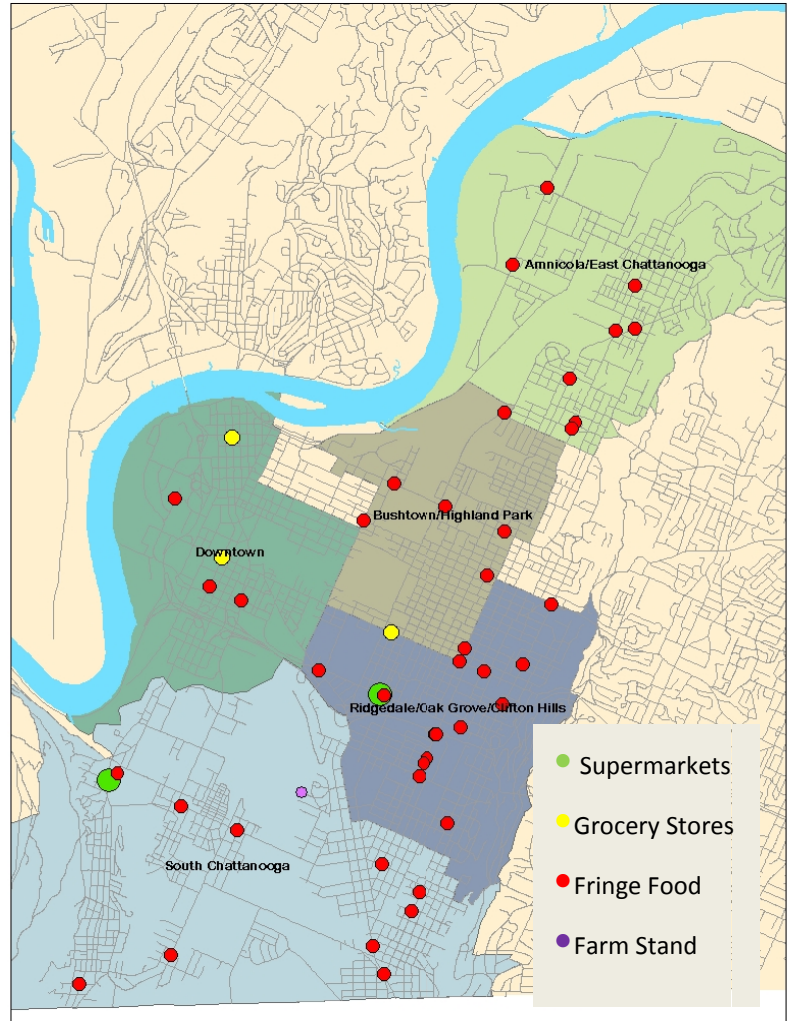 Amnicola/East Chattanooga
Bushtown/Highland Park
Downtown
Ridgedale/Oak Grove/Clifton Hills
South Chattanooga
Supermarkets
Grocery Stores
Fringe Food
Farm Stand